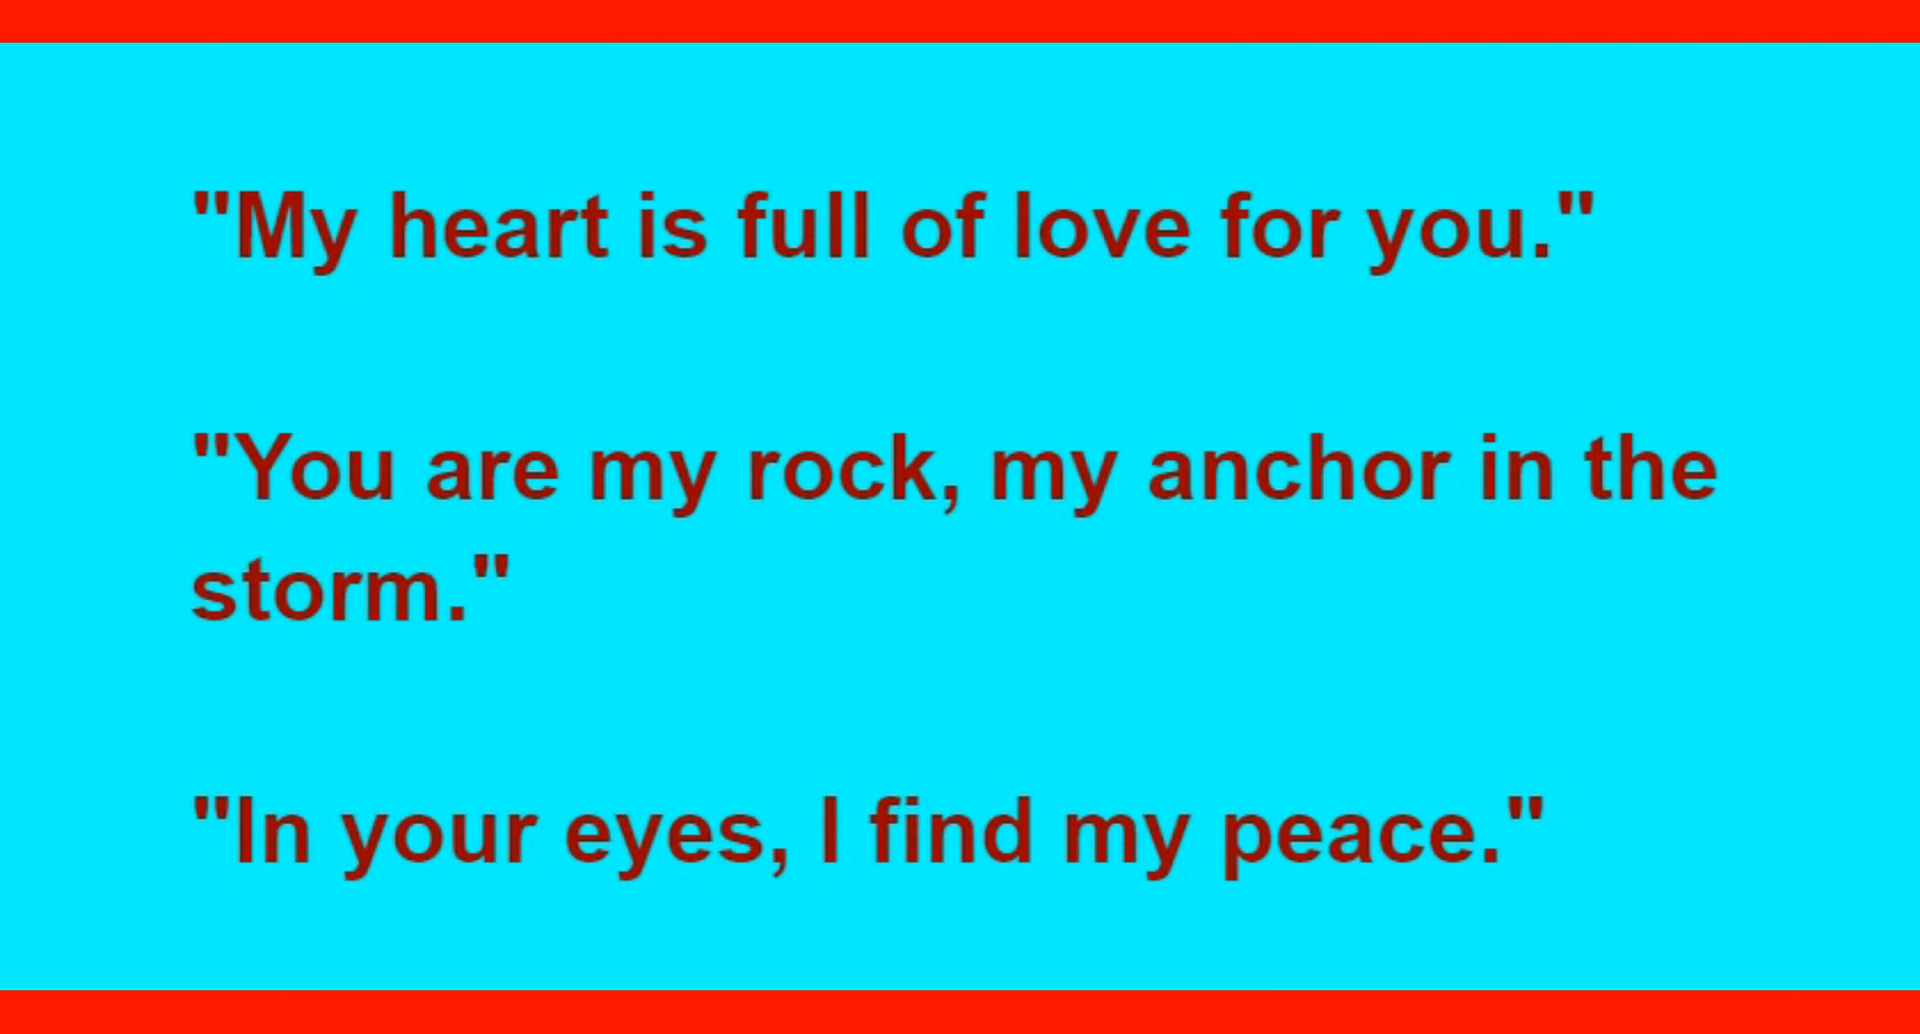 "My heart is full of love for you."
"You are my rock, my anchor in the
storm."
"In your eyes, I find my peace."